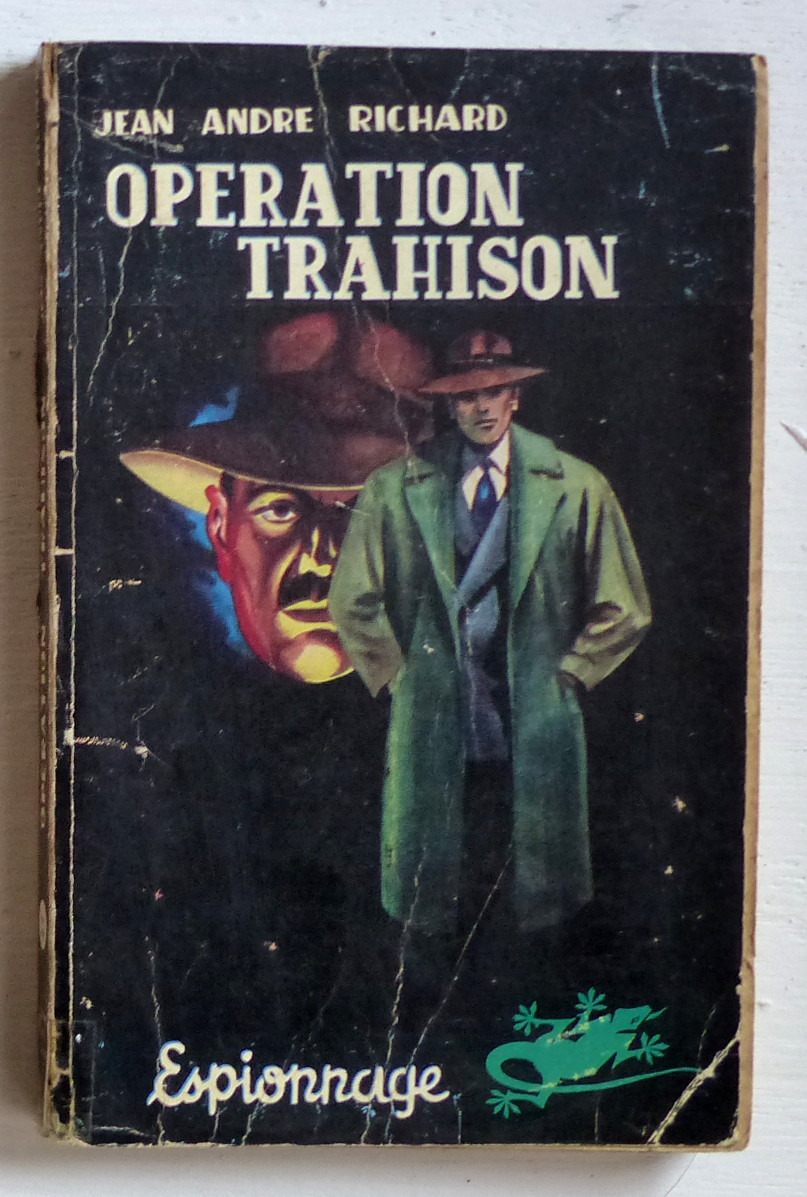 JEAN ANDRE RICHARD
OPERATION
TRAHISON
Espionnage